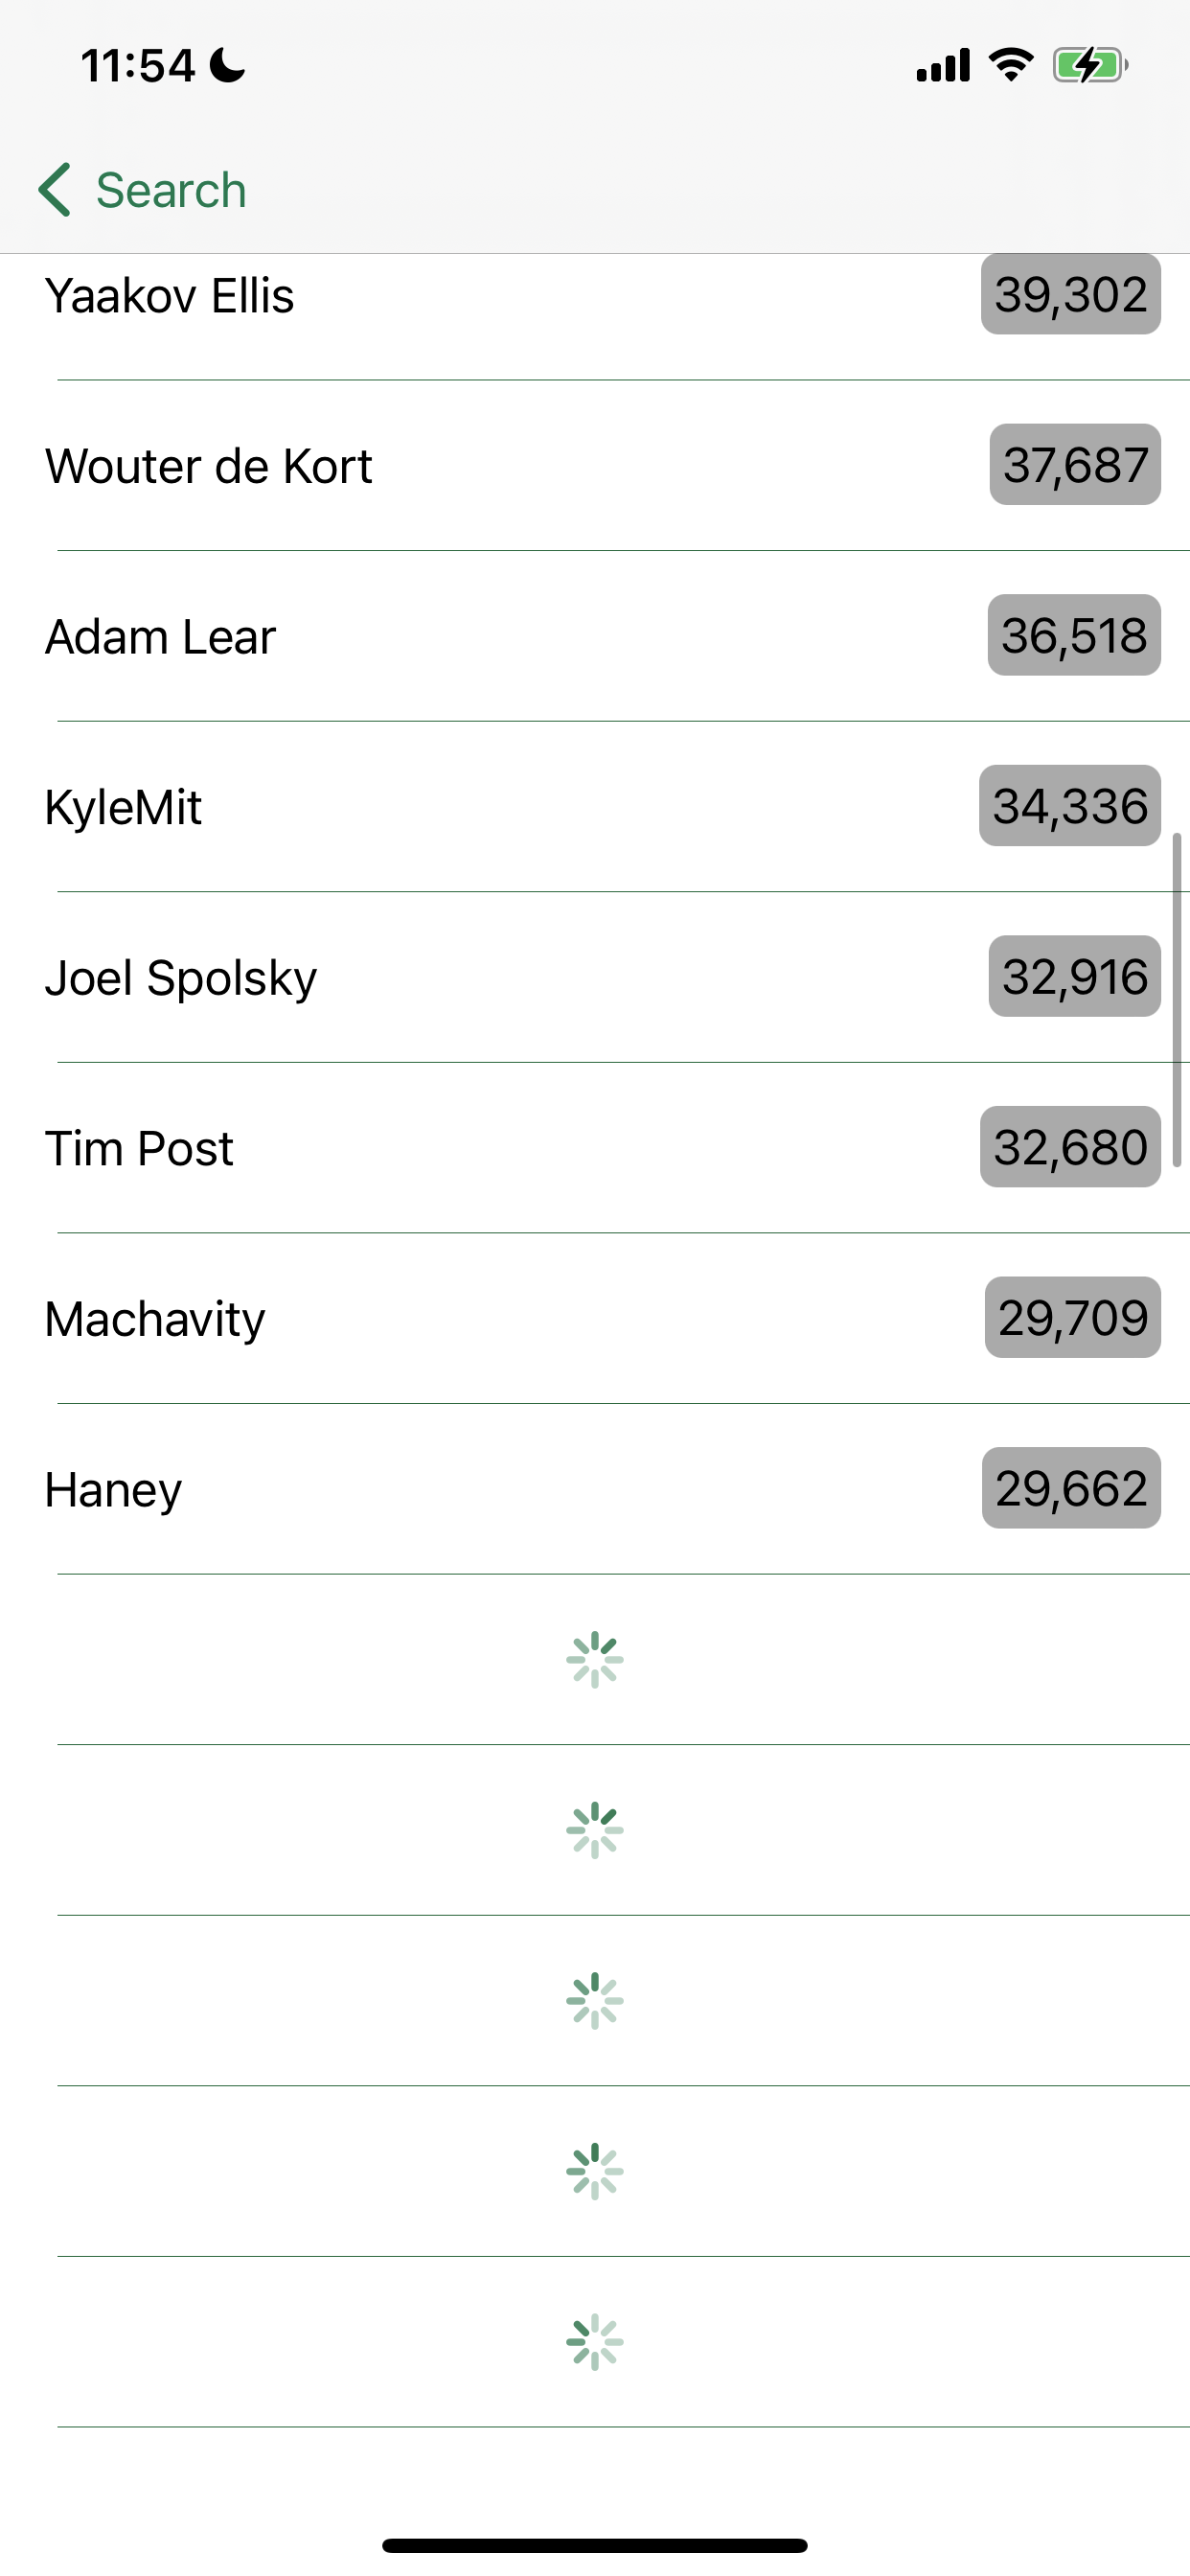 11:54
Search
Yaakov Ellis 39,302
Wouter de Kort 37,687
Adam Lear 36,518
KyleMit 34,336
Joel Spolsky 32,916
Tim Post 32,680
Machavity 29,709
Haney 29,662